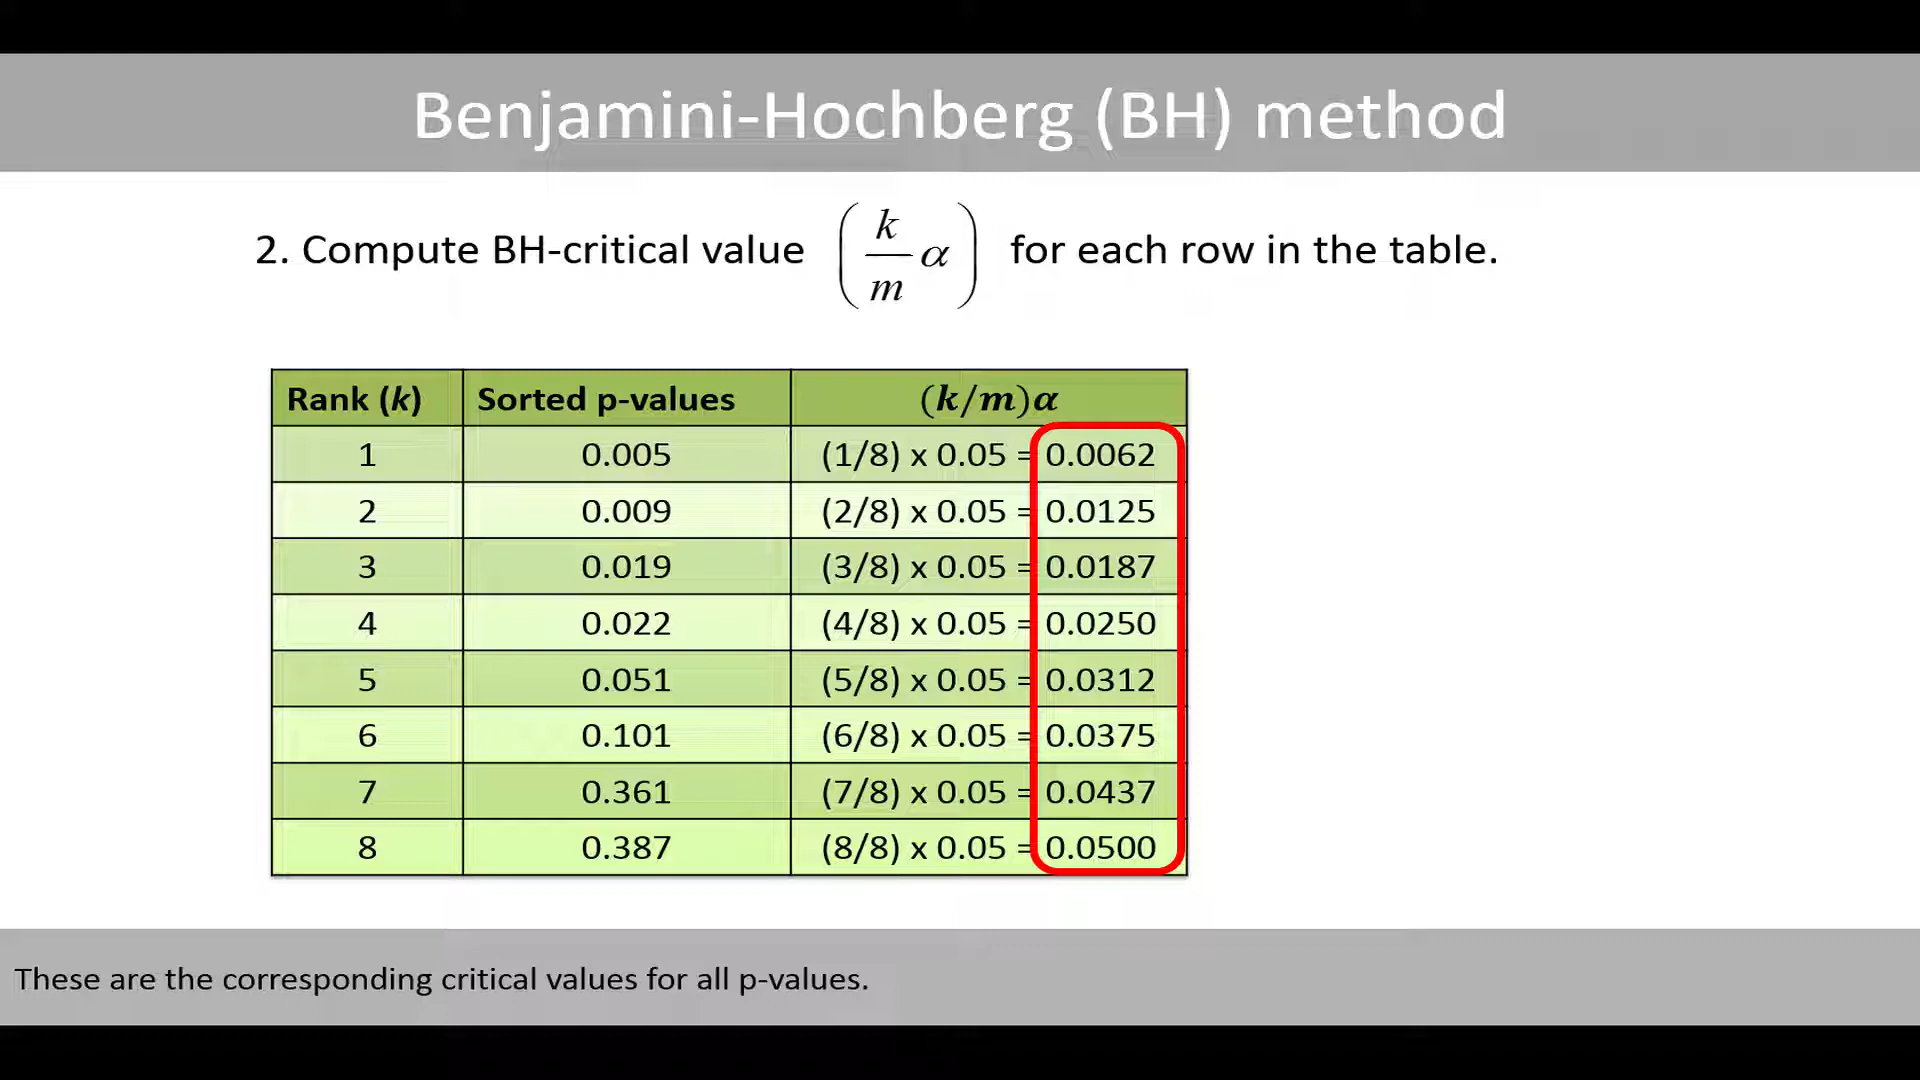 Benjamini-Hochberg (BH) method
2. Compute BH-critical value (k/m α) for each row in the table.
Rank (k) Sorted p-values (k/m)α
1 0.005 (1/8) x 0.05 = 0.0062
2 0.009 (2/8) x 0.05 = 0.0125
3 0.019 (3/8) x 0.05 = 0.0187
4 0.022 (4/8) x 0.05 = 0.0250
5 0.051 (5/8) x 0.05 = 0.0312
6 0.101 (6/8) x 0.05 = 0.0375
7 0.361 (7/8) x 0.05 = 0.0437
8 0.387 (8/8) x 0.05 = 0.0500
These are the corresponding critical values for all p-values.